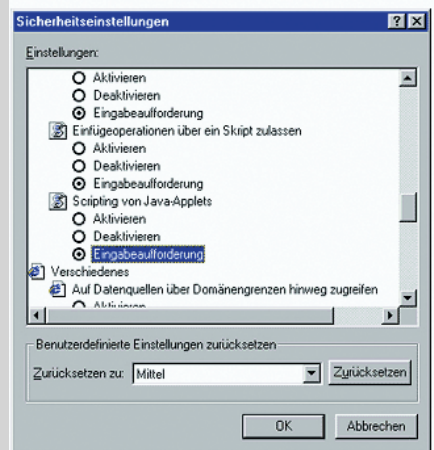 Sicherheitseinstellungen
Einstellungen:
Aktivieren
Deaktivieren
Eingabeaufforderung
Einfügeoperationen über ein Skript zulassen
Aktivieren
Deaktivieren
Eingabeaufforderung
Scripting von Java-Applets
Aktivieren
Deaktivieren
Eingabeaufforderung
Verschiedenes
Auf Datenquellen über Domänengrenzen hinweg zugreifen
Aktivieren
Benutzerdefinierte Einstellungen zurücksetzen
Zurücksetzen zu: Mittel Zurücksetzen
OK Abbrechen